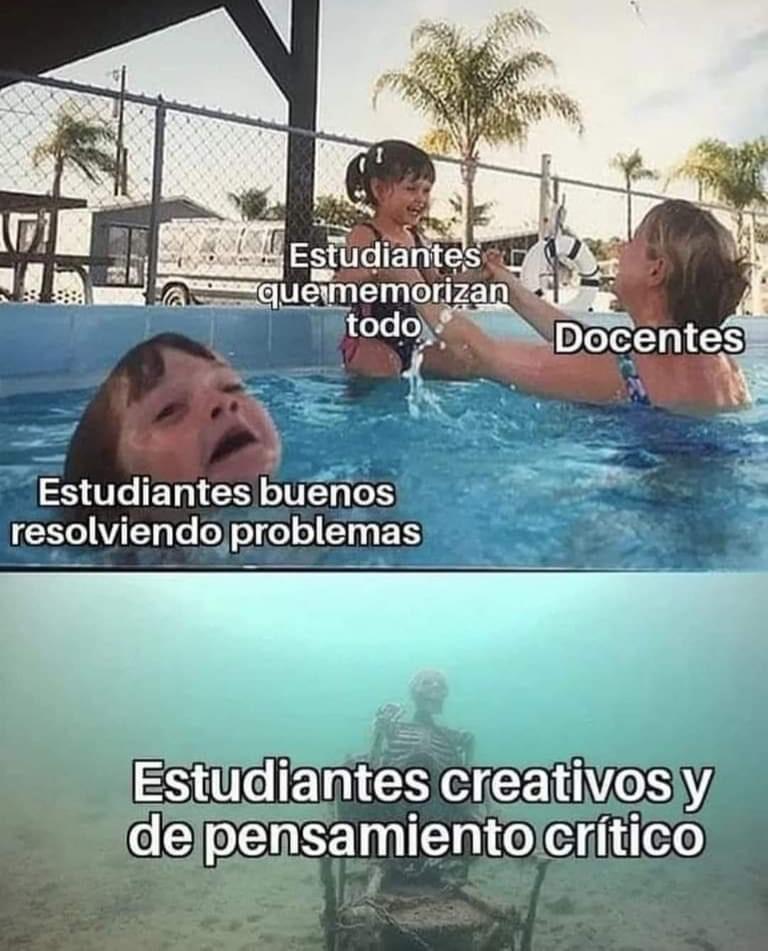 Estudiantes
que memorizan
todo
Docentes
Estudiantes buenos
resolviendo problemas
Estudiantes creativos y
de pensamiento crítico